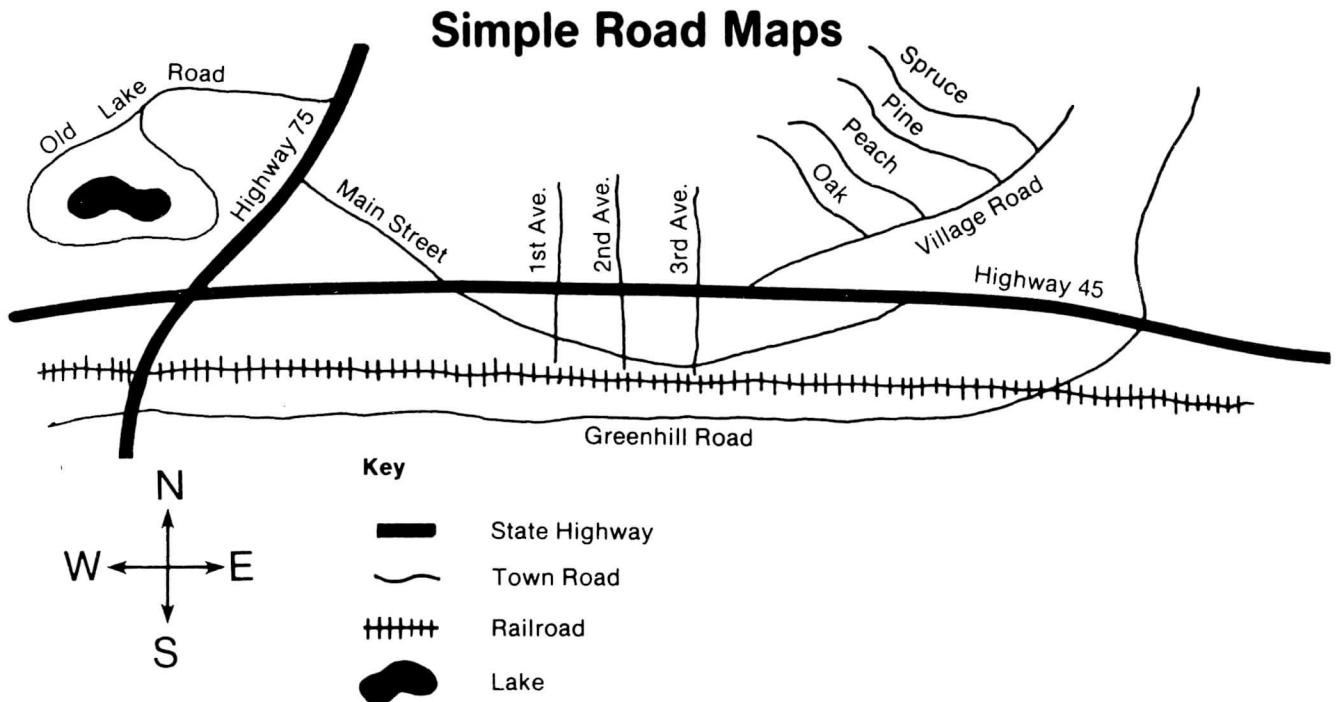 Simple Road Maps
Old Lake Road
Highway 75
Main Street
1st Ave.
2nd Ave.
3rd Ave.
Oak
Peach
Pine
Spruce
Village Road
Highway 45
Greenhill Road
Key
N
W E
S
State Highway
Town Road
Railroad
Lake